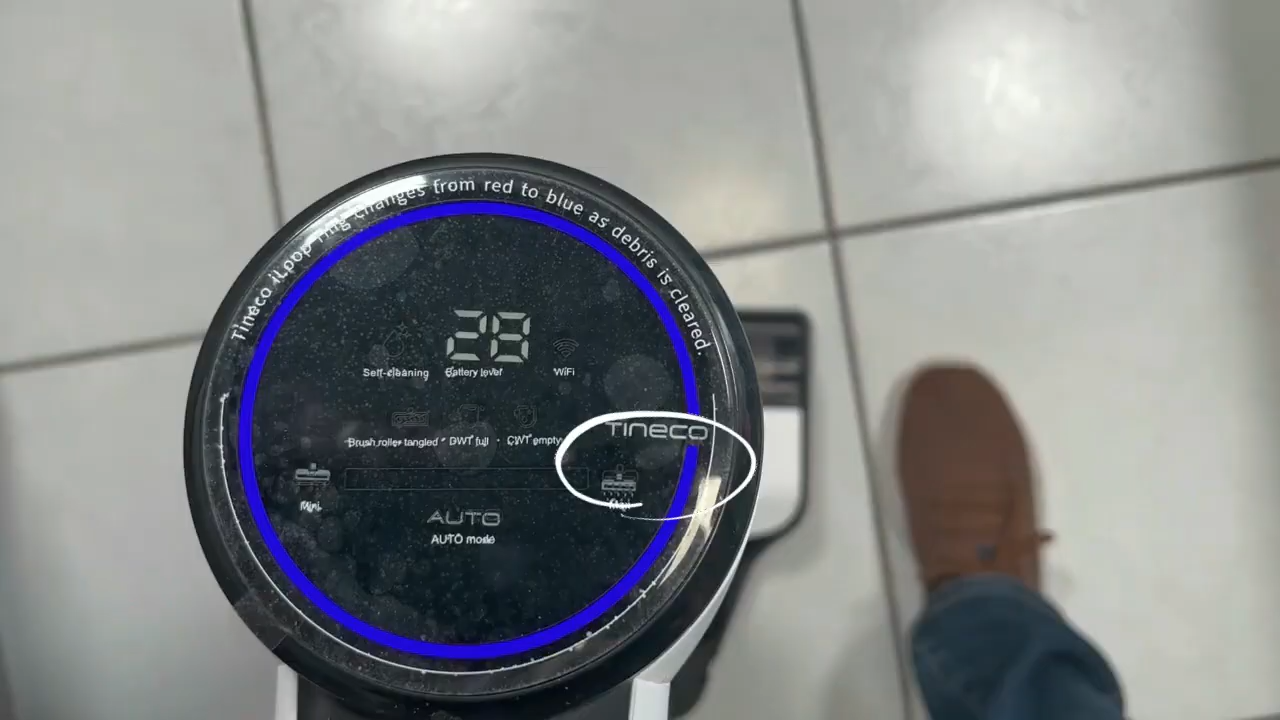 Tineco iLoop ring changes from red to blue as debris is cleared.
28
Self-cleaning Battery level WiFi
Brush roller tangled DWT full CWT empty
TINECO
Mini
AUTO
AUTO mode